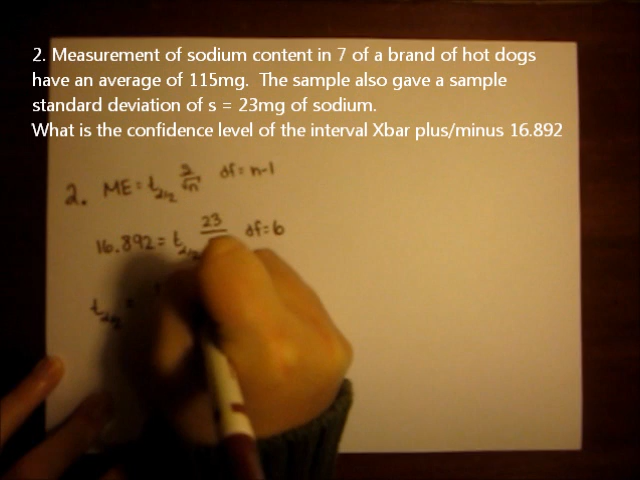 2. Measurement of sodium content in 7 of a brand of hot dogs
have an average of 115mg.  The sample also gave a sample
standard deviation of s = 23mg of sodium.
What is the confidence level of the interval Xbar plus/minus 16.892
2. ME = t α/2 s/√n df = n-1
16.892 = t α/2 23 df = 6
t α/2 =